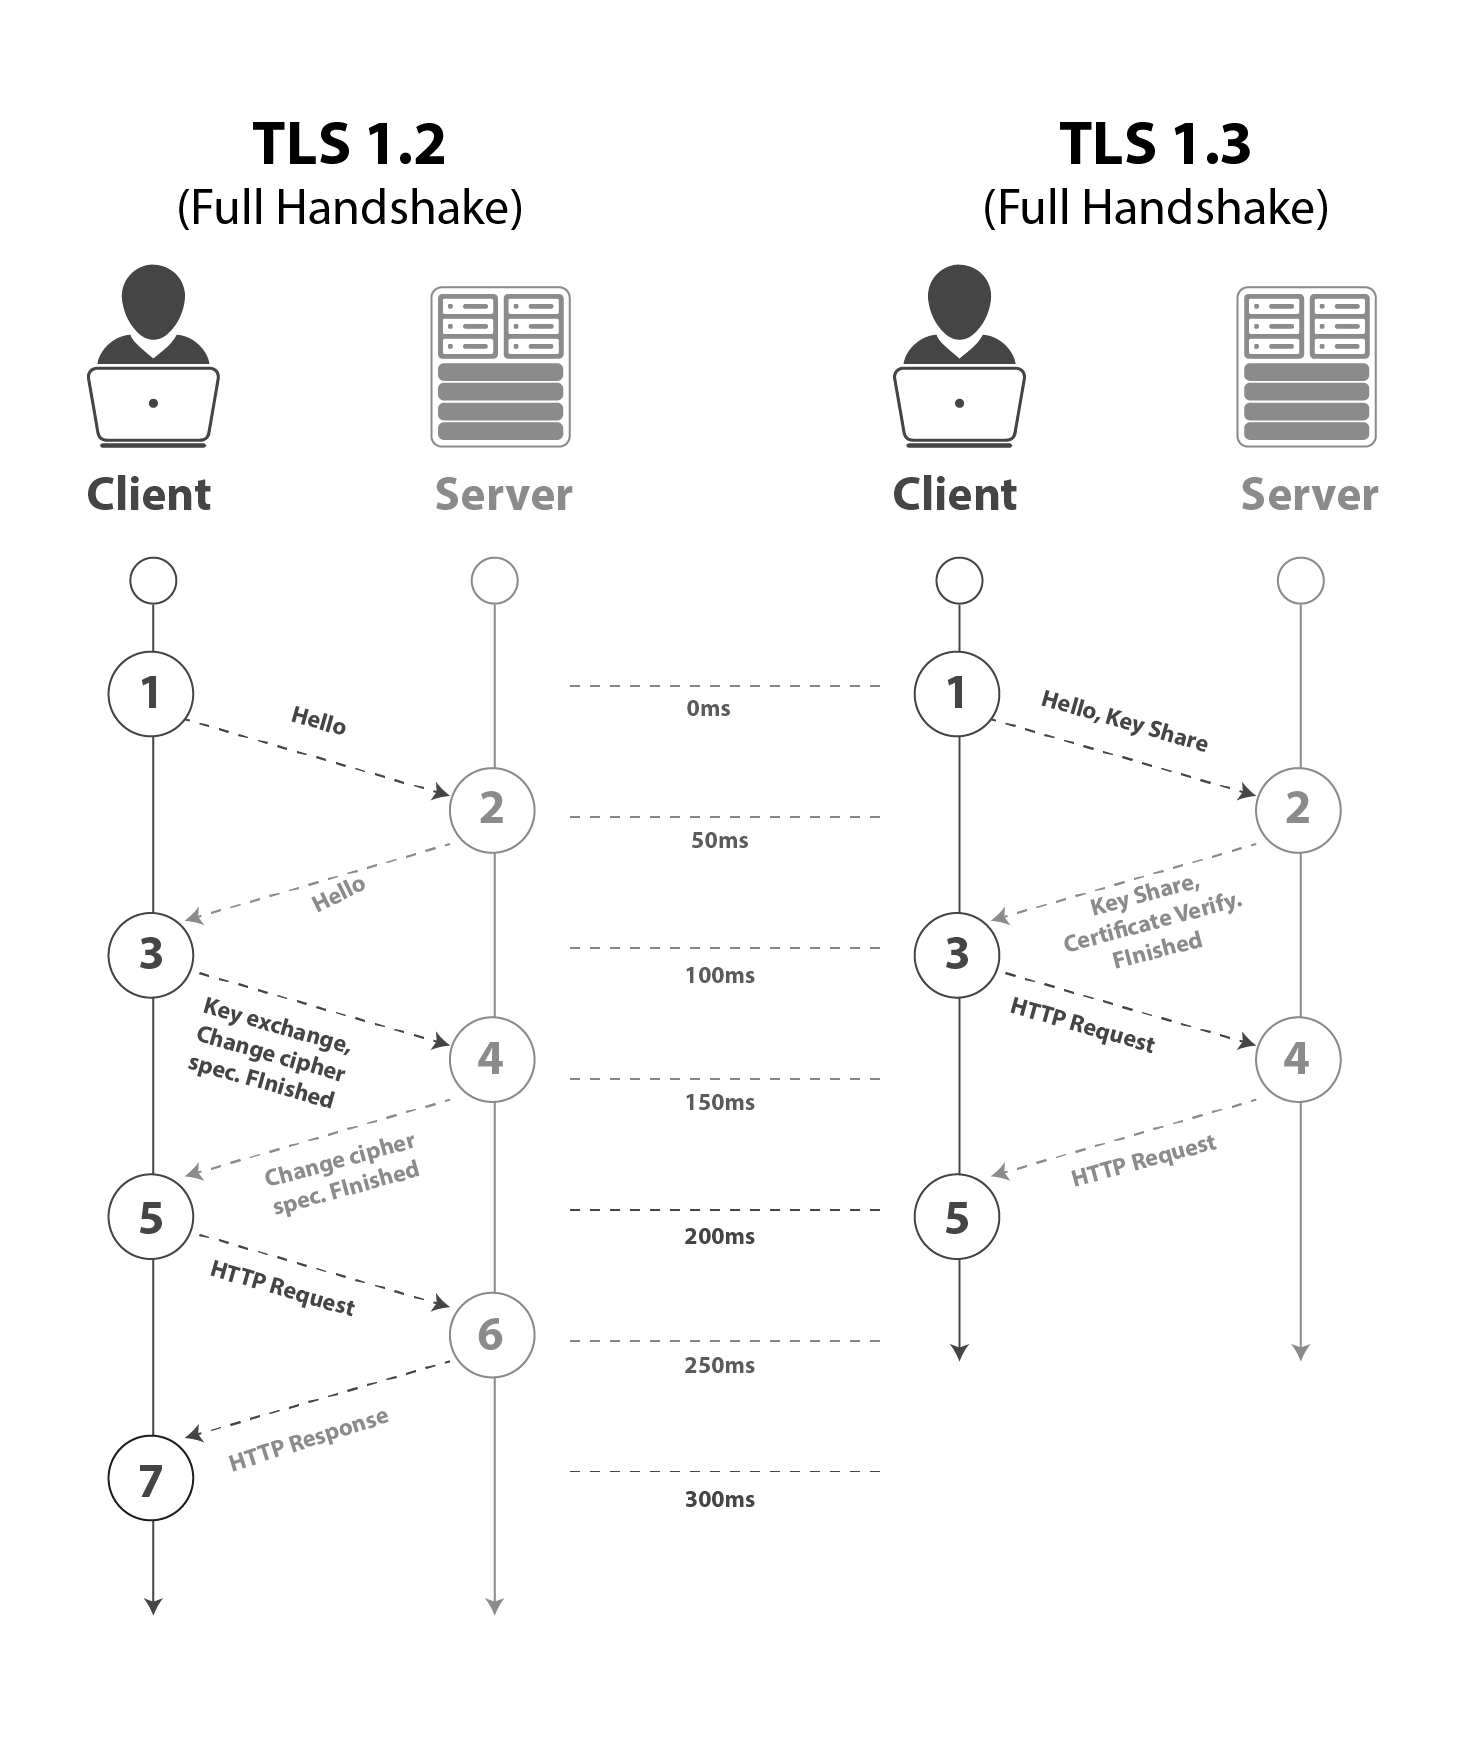 TLS 1.2
(Full Handshake)
Client
Server
1
Hello
2
Hello
3
Key exchange,
Change cipher
spec. FInished
4
Change cipher
spec. FInished
5
HTTP Request
6
HTTP Response
7
0ms
50ms
100ms
150ms
200ms
250ms
300ms
TLS 1.3
(Full Handshake)
Client
Server
1
Hello, Key Share
2
Key Share,
Certificate Verify.
FInished
3
HTTP Request
4
HTTP Request
5